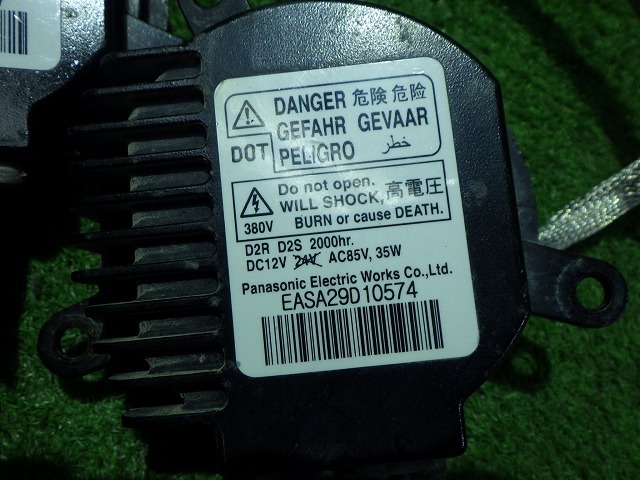 DANGER 危険 危险
GEFAHR GEVAAR
DOT PELIGRO خطر
Do not open.
WILL SHOCK, 高電圧
380V BURN or cause DEATH.
D2R D2S 2000hr.
DC12V 24V AC85V, 35W
Panasonic Electric Works Co.,Ltd.
EASA29D10574